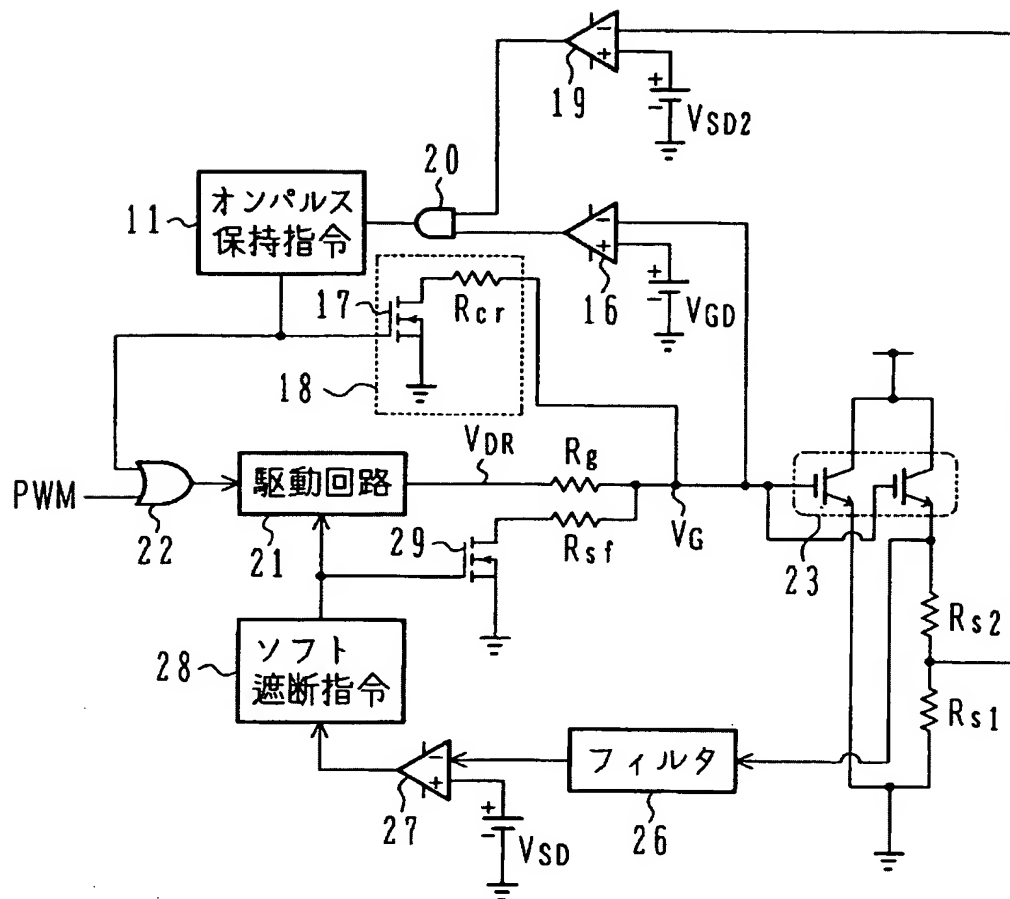 19
+
-
VSD2
20
11
オンパルス
保持指令
17
Rcr
18
16
+
-
VGD
PWM
22
駆動回路
21
VDR
Rg
29
Rsf
VG
23
Rs2
Rs1
28
ソフト
遮断指令
27
+
-
VSD
フィルタ
26